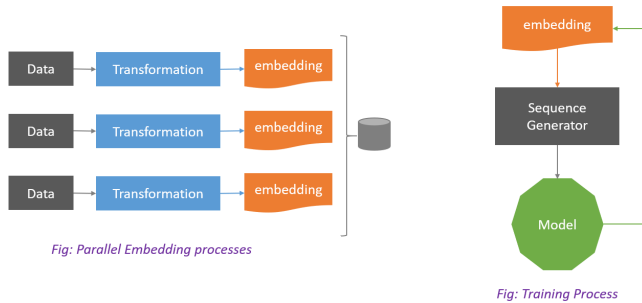 Data
Transformation
embedding
Data
Transformation
embedding
Data
Transformation
embedding
Fig: Parallel Embedding processes
embedding
Sequence
Generator
Model
Fig: Training Process